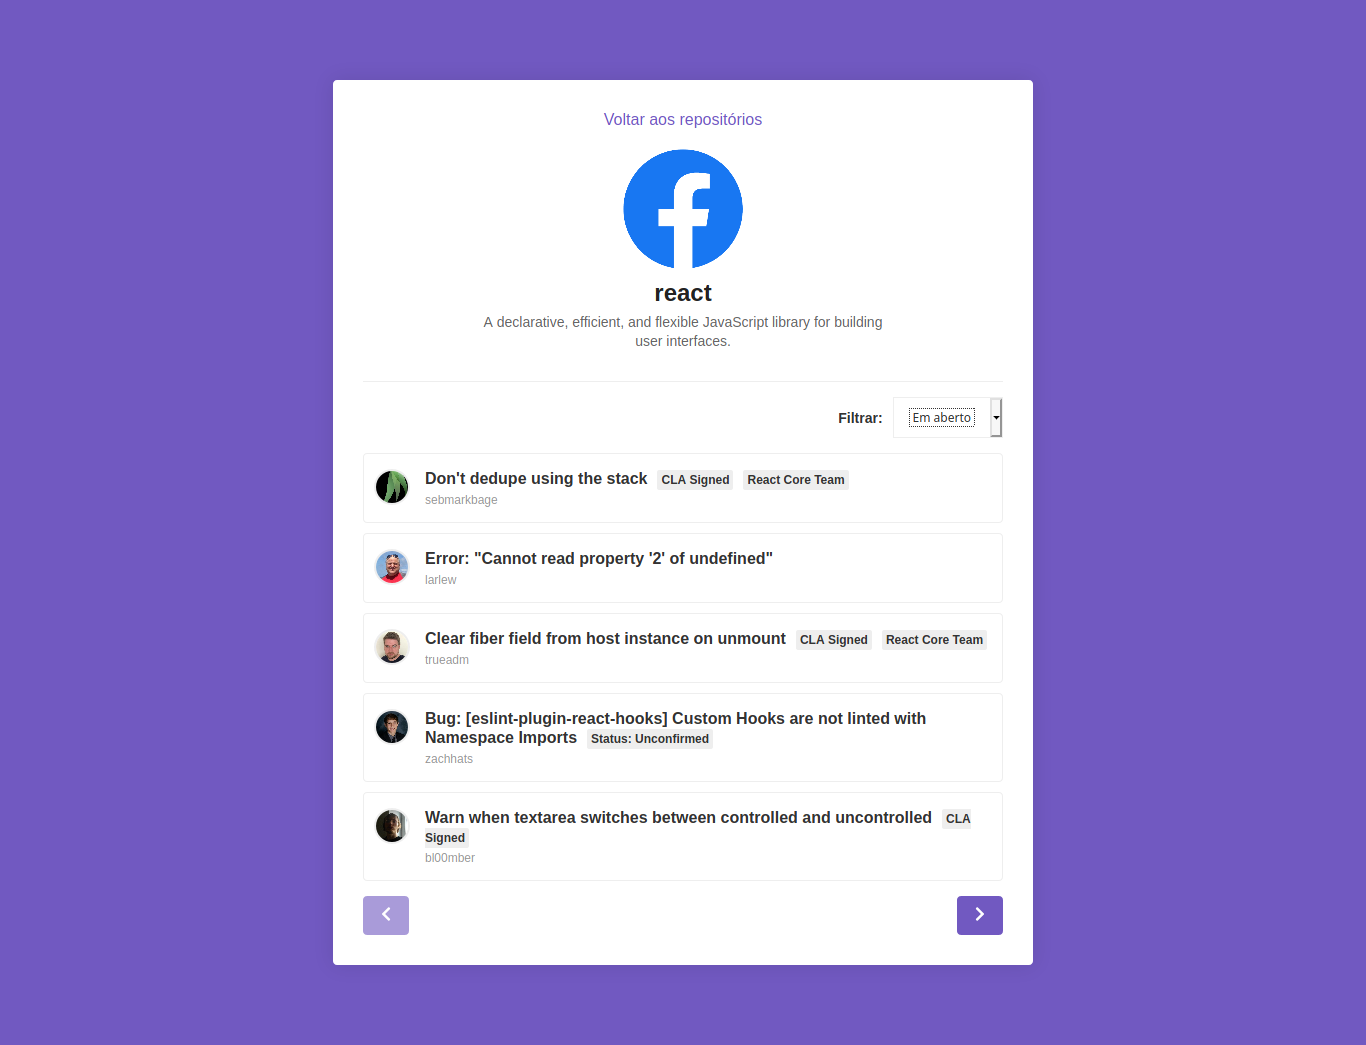 Voltar aos repositórios
react
A declarative, efficient, and flexible JavaScript library for building
user interfaces.
Filtrar: Em aberto
Don't dedupe using the stack CLA Signed React Core Team
sebmarkbage
Error: "Cannot read property '2' of undefined"
larlew
Clear fiber field from host instance on unmount CLA Signed React Core Team
trueadm
Bug: [eslint-plugin-react-hooks] Custom Hooks are not linted with
Namespace Imports Status: Unconfirmed
zachhats
Warn when textarea switches between controlled and uncontrolled CLA
Signed
bl00mber